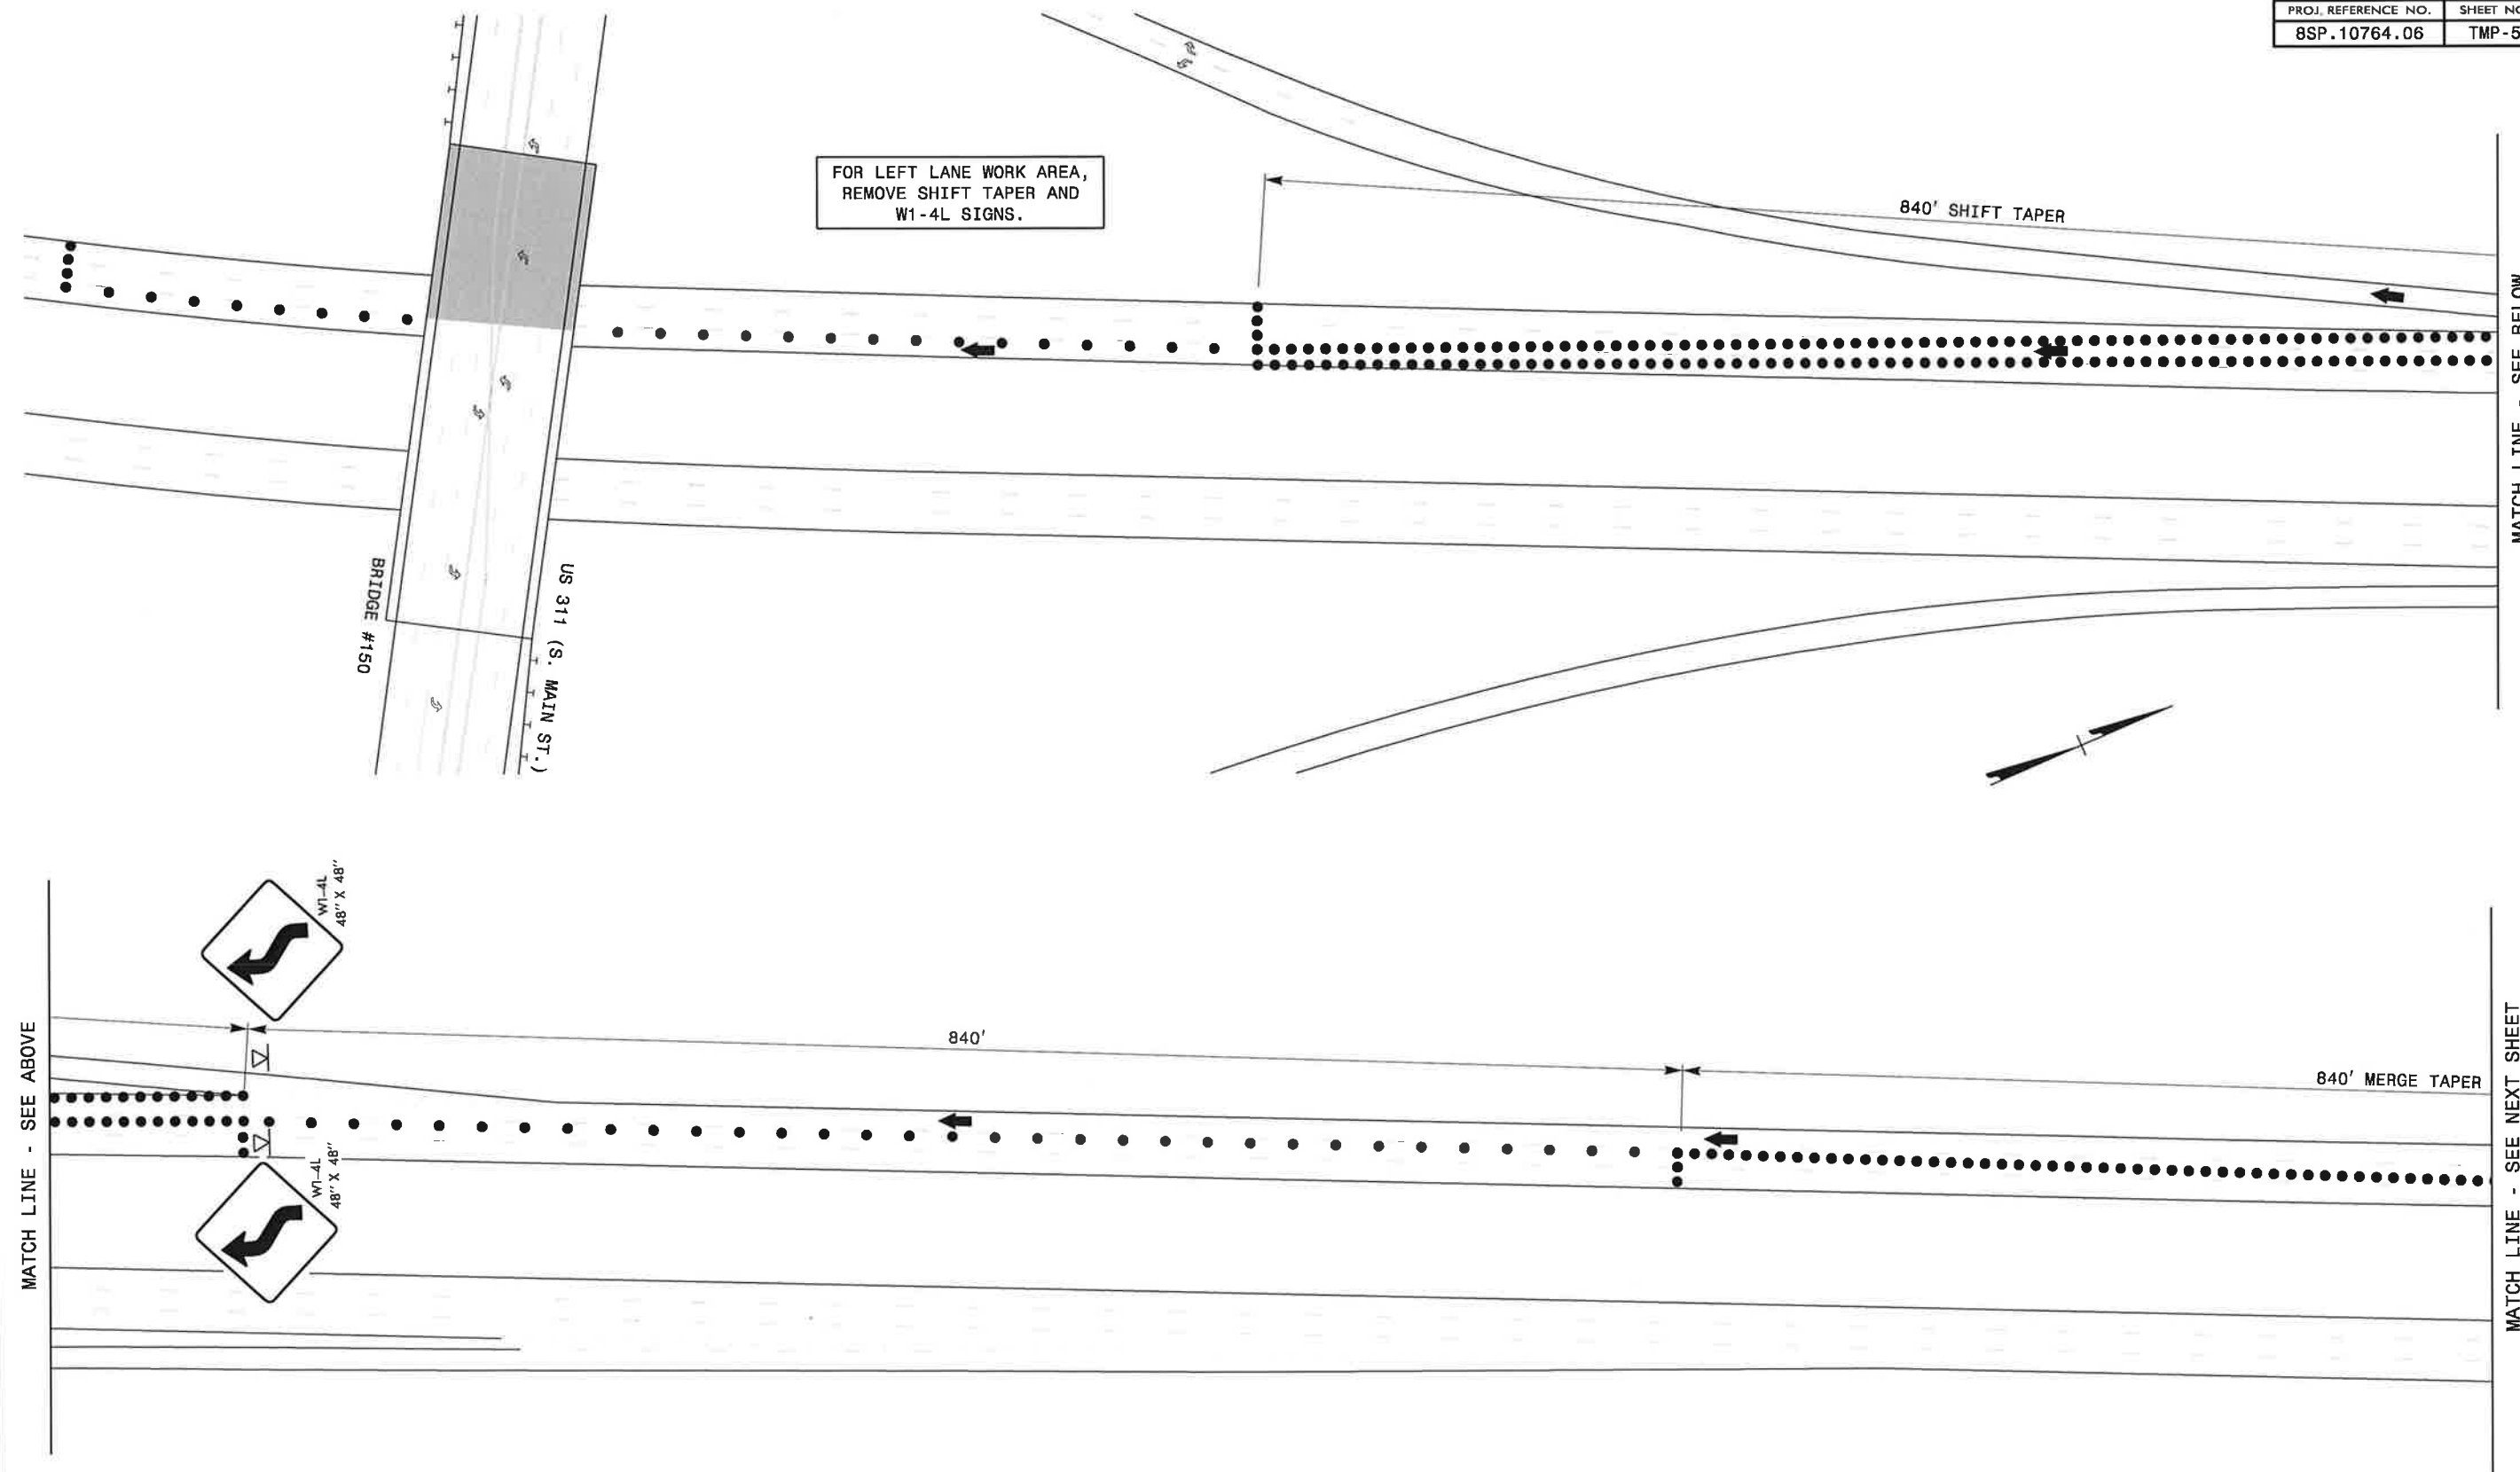 PROJ. REFERENCE NO.
SHEET NO
8SP.10764.06
TMP-5
FOR LEFT LANE WORK AREA,
REMOVE SHIFT TAPER AND
W1-4L SIGNS.
840' SHIFT TAPER
MATCH LINE - SEE BELOW
BRIDGE #150
US 311 (S. MAIN ST.)
W1-4L
48" X 48"
MATCH LINE - SEE ABOVE
840'
840' MERGE TAPER
W1-4L
48" X 48"
MATCH LINE - SEE NEXT SHEET